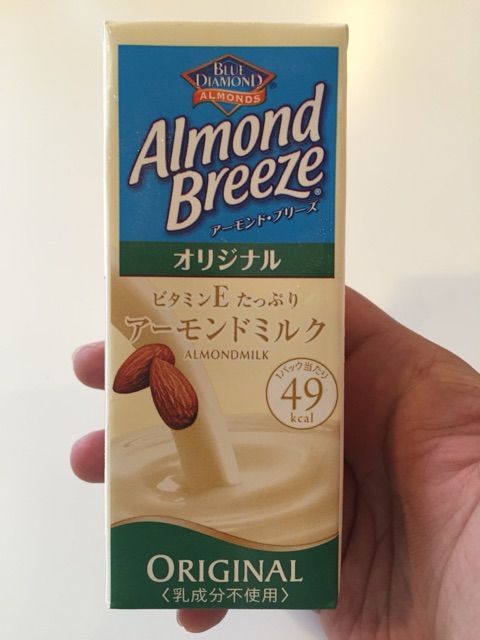 BLUE
DIAMOND®
ALMONDS
Almond
Breeze®
アーモンド・ブリーズ
オリジナル
ビタミンE たっぷり
アーモンドミルク
ALMONDMILK
1パック当たり
49
kcal
ORIGINAL
〈乳成分不使用〉